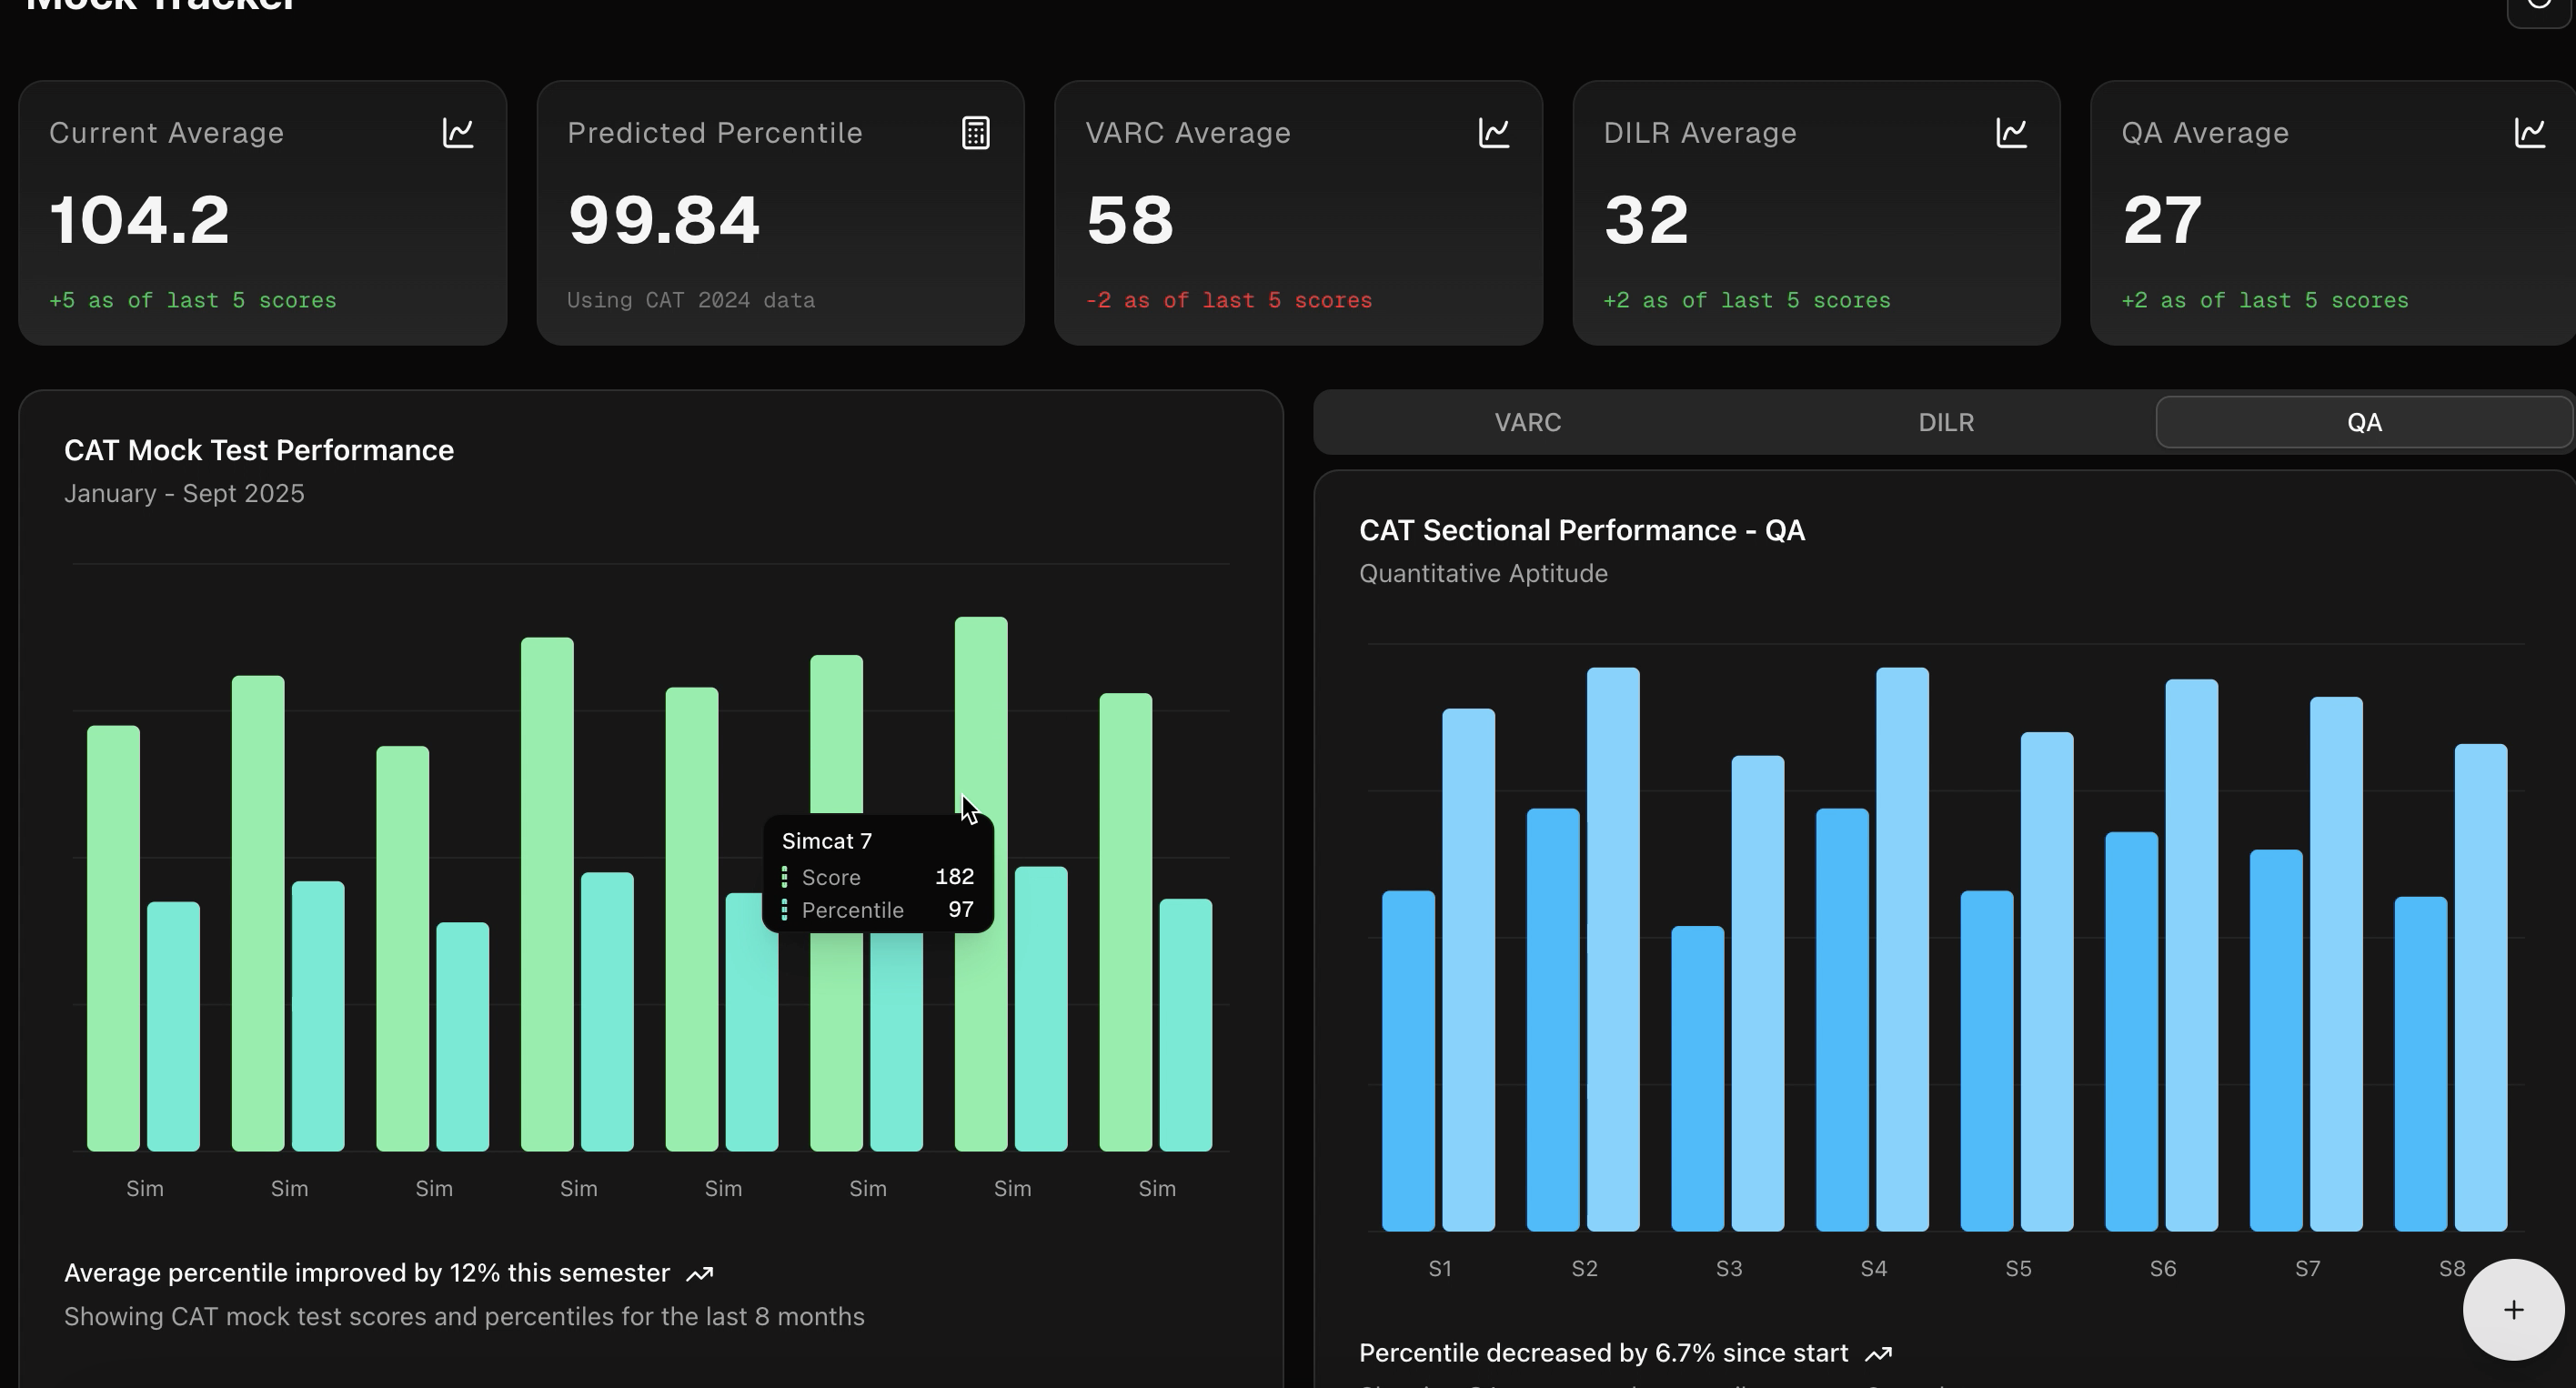 Mock Tracker
Current Average
104.2
+5 as of last 5 scores
Predicted Percentile
99.84
Using CAT 2024 data
VARC Average
58
-2 as of last 5 scores
DILR Average
32
+2 as of last 5 scores
QA Average
27
+2 as of last 5 scores
CAT Mock Test Performance
January - Sept 2025
Simcat 7
Score 182
Percentile 97
Sim Sim Sim Sim Sim Sim Sim Sim
Average percentile improved by 12% this semester
Showing CAT mock test scores and percentiles for the last 8 months
VARC DILR QA
CAT Sectional Performance - QA
Quantitative Aptitude
S1 S2 S3 S4 S5 S6 S7 S8
+
Percentile decreased by 6.7% since start